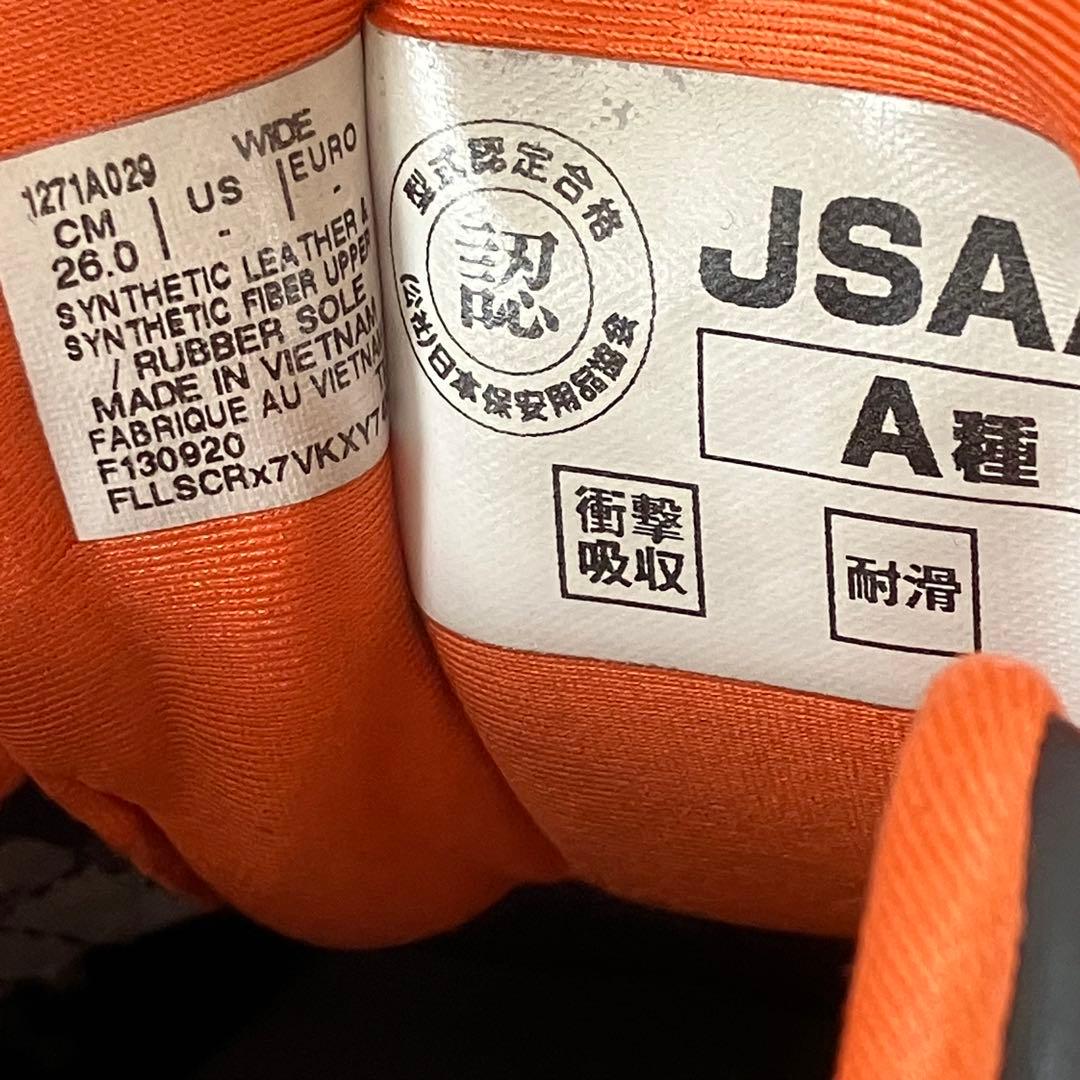 1271A029 WIDE
CM | US | EURO
26.0 - -
SYNTHETIC LEATHER &
SYNTHETIC FIBER UPPER
/ RUBBER SOLE
MADE IN VIETNAM
FABRIQUE AU VIETNAM
F130920
FLLSCRx7VKXY7
型式認定合格
認
(公社)日本保安用品協会
JSA
A種
衝撃
吸収
耐滑